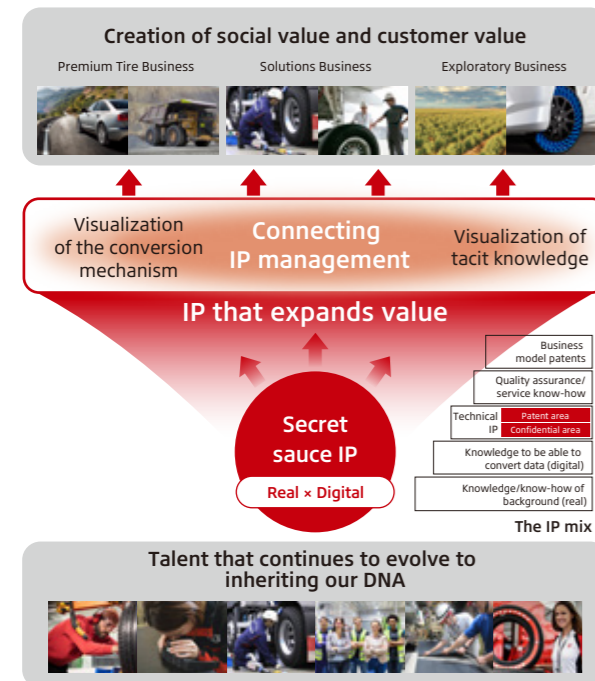 Creation of social value and customer value
Premium Tire Business
Solutions Business
Exploratory Business
Visualization
of the conversion
mechanism
Connecting
IP management
Visualization of
tacit knowledge
IP that expands value
Secret
sauce IP
Real × Digital
Business
model patents
Quality assurance/
service know-how
Technical
IP
Patent area
Confidential area
Knowledge to be able to
convert data (digital)
Knowledge/know-how of
background (real)
The IP mix
Talent that continues to evolve to
inheriting our DNA